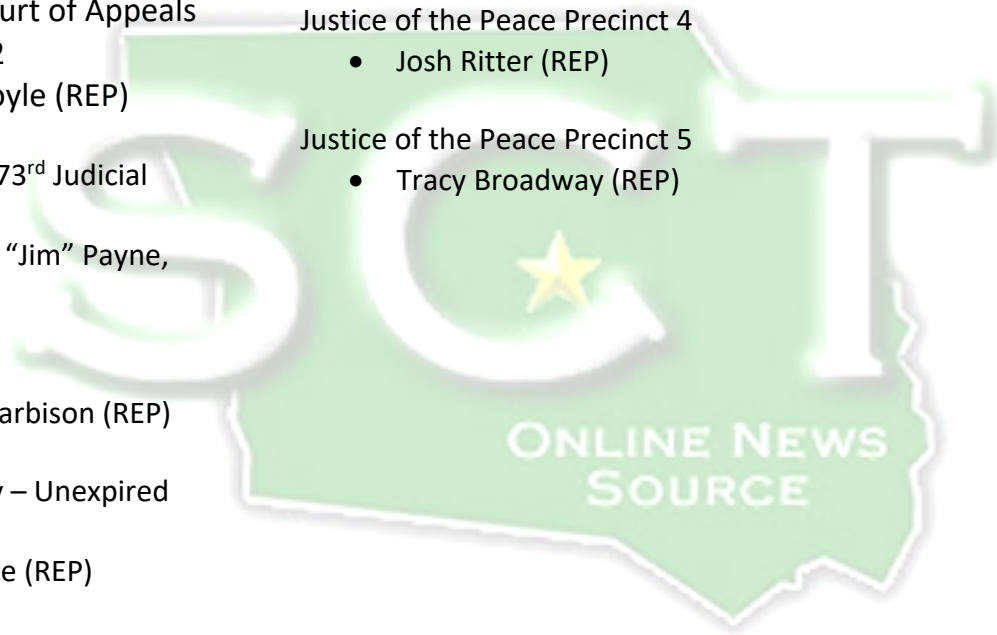 urt of Appeals
2
oyle (REP)
73rd Judicial
“Jim” Payne,
arbison (REP)
y – Unexpired
e (REP)
Justice of the Peace Precinct 4
• Josh Ritter (REP)
Justice of the Peace Precinct 5
• Tracy Broadway (REP)
SCT
ONLINE NEWS
SOURCE